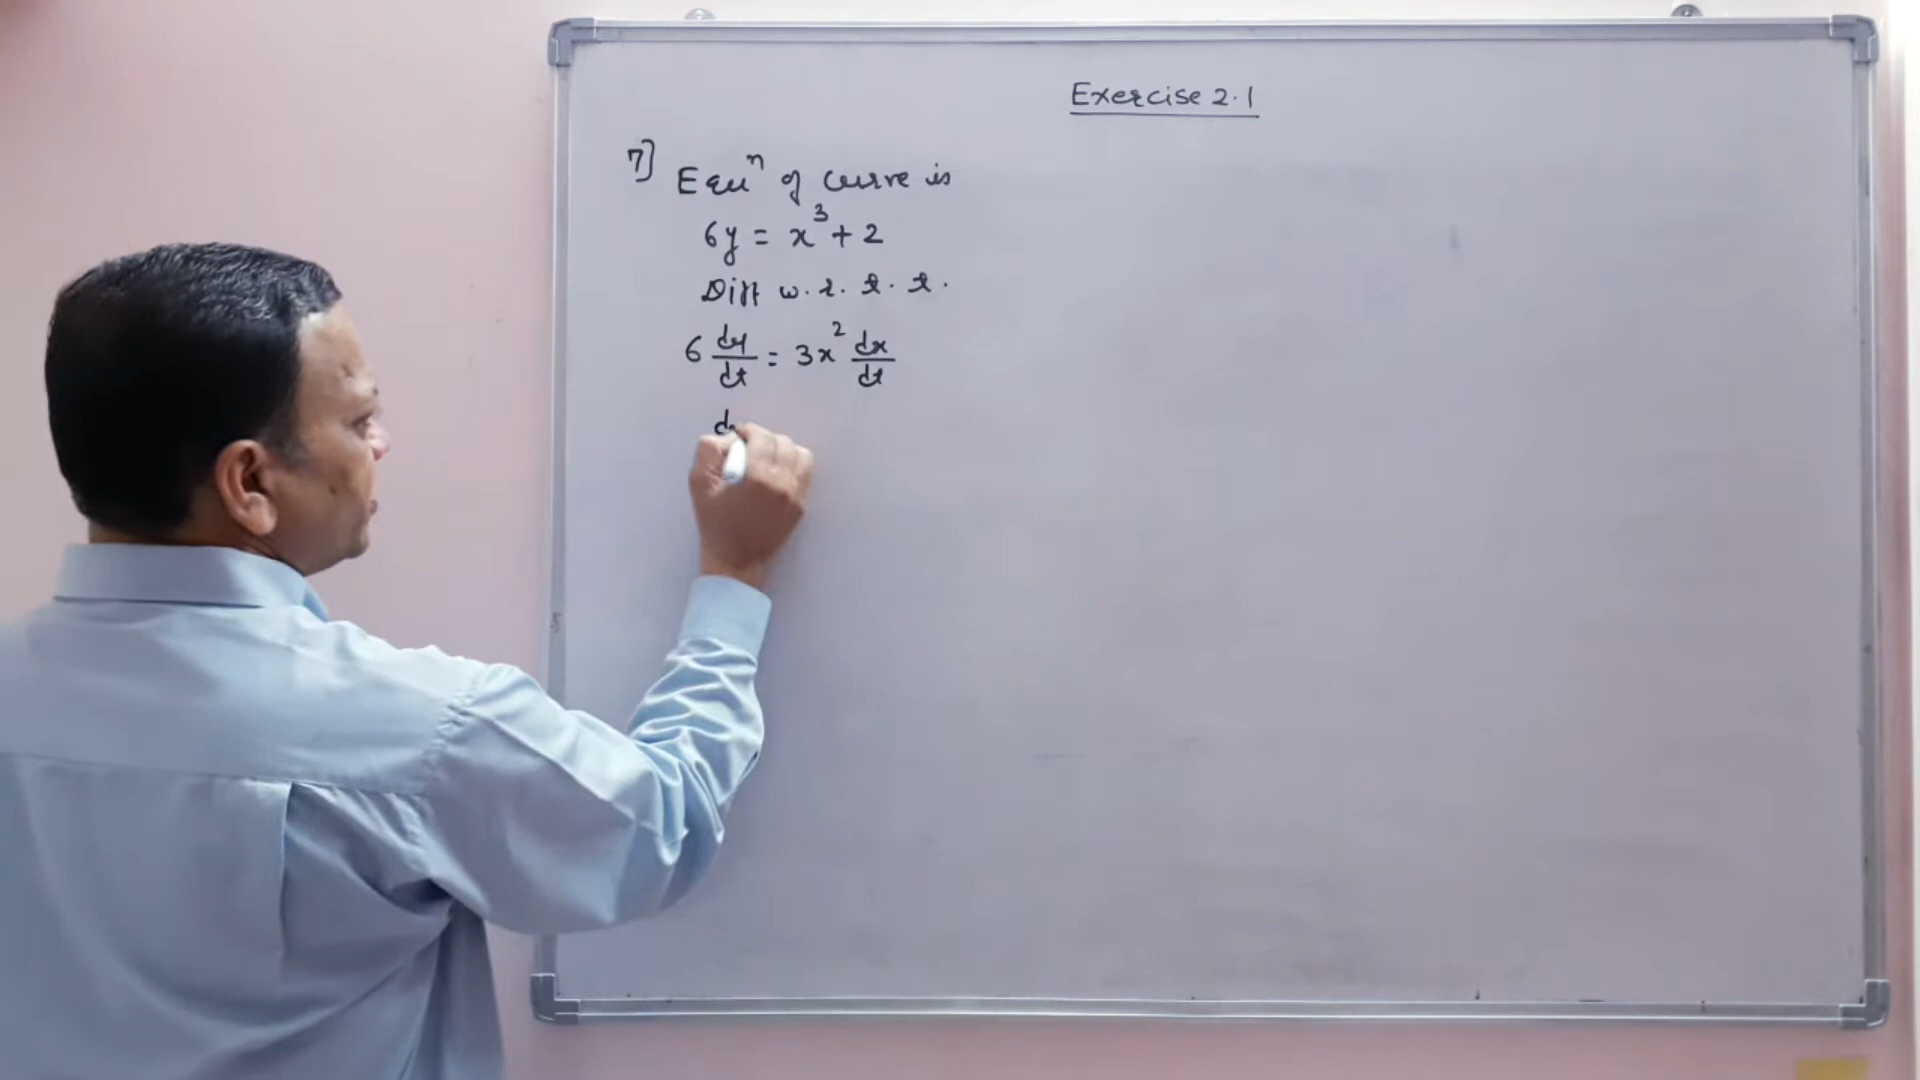 Exercise 2.1
7] Equⁿ of curve is
6y = x³ + 2
Diff w.r.t.t.
6 dy/dt = 3x² dx/dt